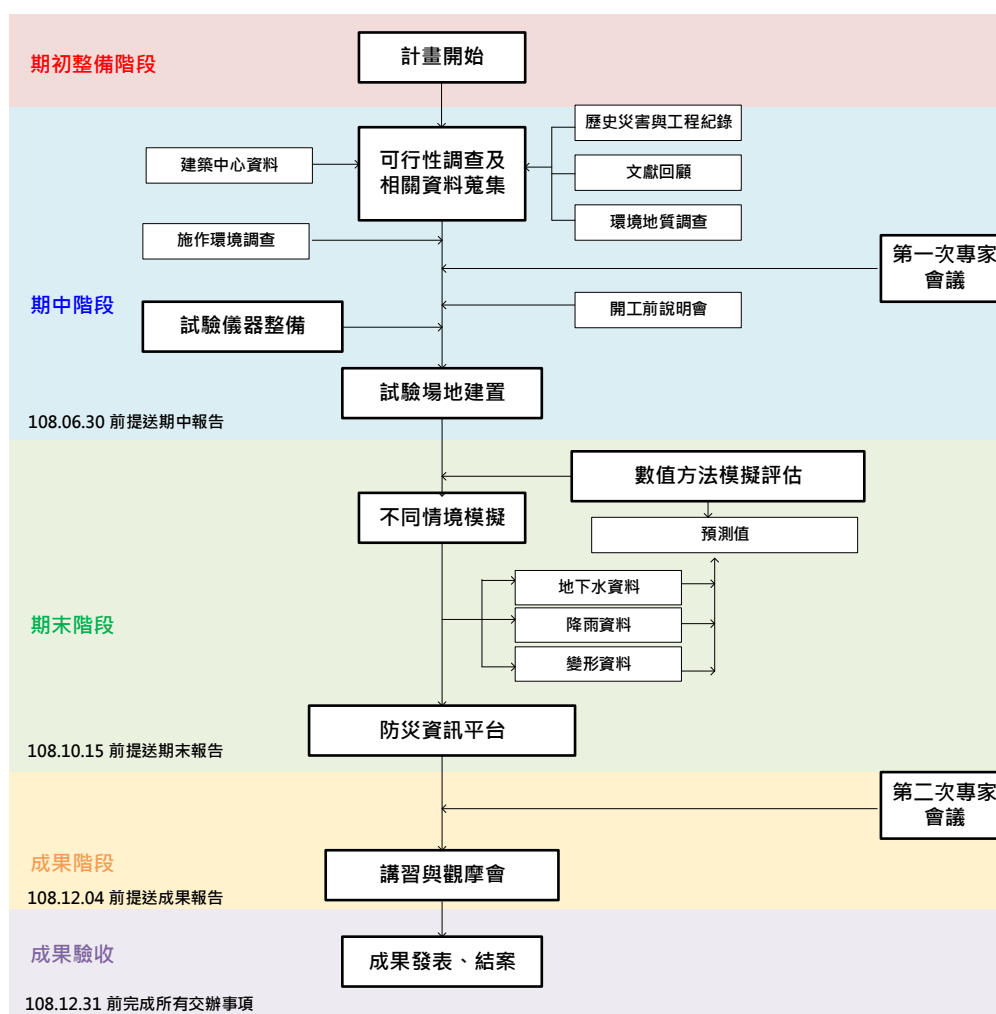 計畫開始
期初整備階段
歷史災害與工程紀錄
建築中心資料
可行性調查及
相關資料蒐集
文獻回顧
環境地質調查
施作環境調查
第一次專家
會議
期中階段
開工前說明會
試驗儀器整備
試驗場地建置
108.06.30 前提送期中報告
數值方法模擬評估
不同情境模擬
預測值
地下水資料
降雨資料
期末階段
變形資料
防災資訊平台
108.10.15 前提送期末報告
第二次專家
會議
成果階段
講習與觀摩會
108.12.04 前提送成果報告
成果驗收
成果發表、結案
108.12.31 前完成所有交辦事項